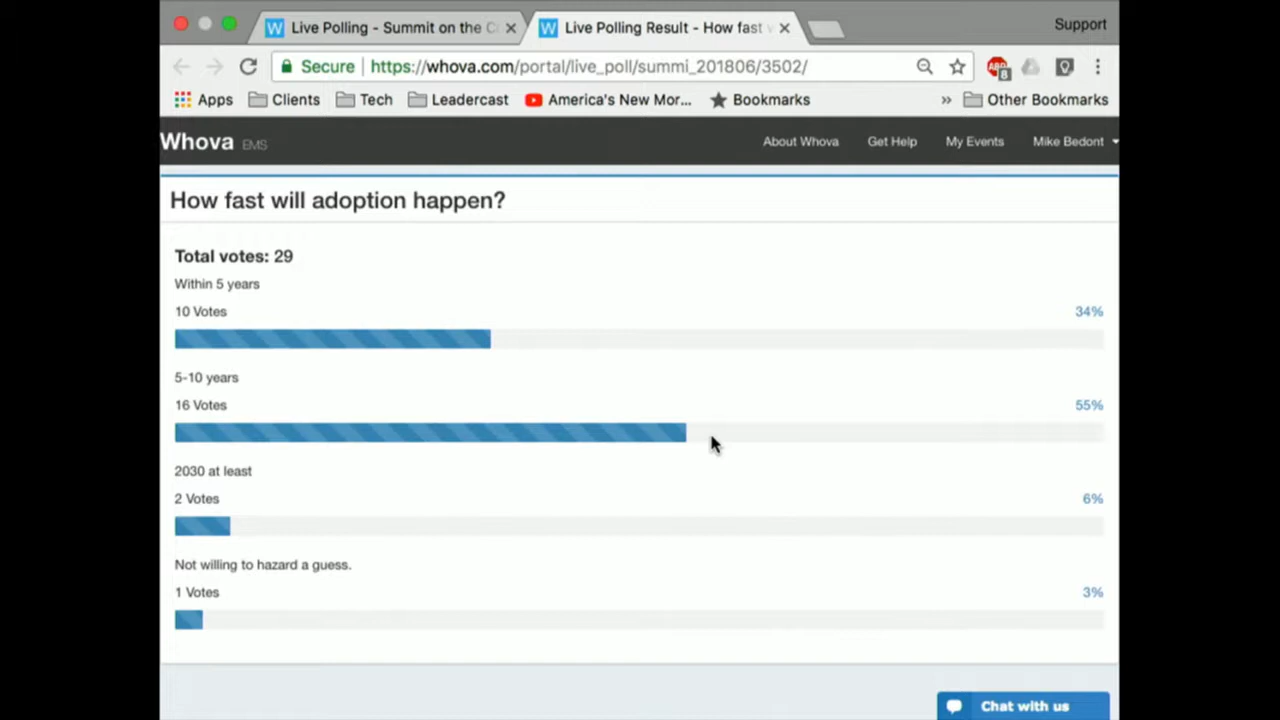 Live Polling - Summit on the C
Live Polling Result - How fast v
Support
Secure https://whova.com/portal/live_poll/summi_201806/3502/
ABP
8
Apps Clients Tech Leadercast America's New Mor... Bookmarks » Other Bookmarks
Whova EMS About Whova Get Help My Events Mike Bedont
How fast will adoption happen?
Total votes: 29
Within 5 years
10 Votes 34%
5-10 years
16 Votes 55%
2030 at least
2 Votes 6%
Not willing to hazard a guess.
1 Votes 3%
Chat with us